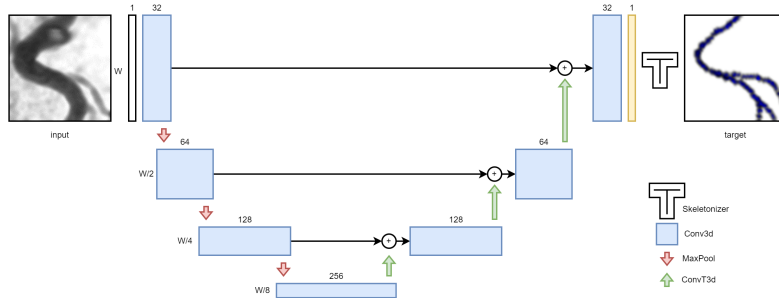 1 32 32 1
W
input target
64 64
W/2
128 128
W/4
256
W/8
Skeletonizer
Conv3d
MaxPool
ConvT3d
+
+
+